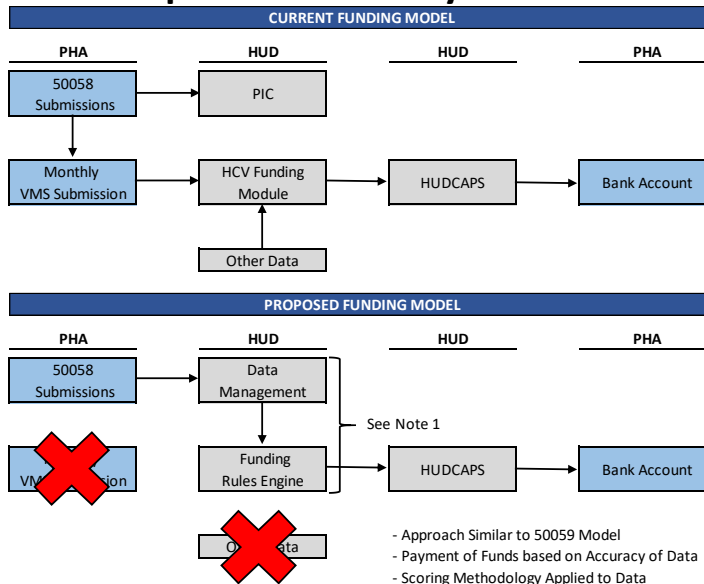 CURRENT FUNDING MODEL
PHA HUD HUD PHA
50058
Submissions
PIC
Monthly
VMS Submission
HCV Funding
Module
HUDCAPS
Bank Account
Other Data
PROPOSED FUNDING MODEL
PHA HUD HUD PHA
50058
Submissions
Data
Management
See Note 1
Funding
Rules Engine
HUDCAPS
Bank Account
- Approach Similar to 50059 Model
- Payment of Funds based on Accuracy of Data
- Scoring Methodology Applied to Data